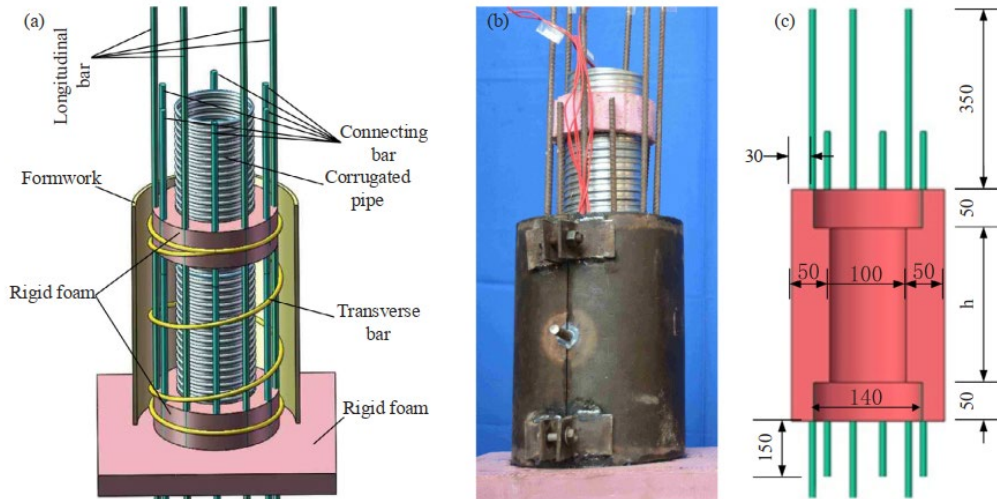 (a)
Longitudinal
bar
Connecting
bar
Corrugated
pipe
Formwork
Rigid foam
Transverse
bar
Rigid foam
(b)
(c)
350
30
50
50
100
50
h
140
50
150